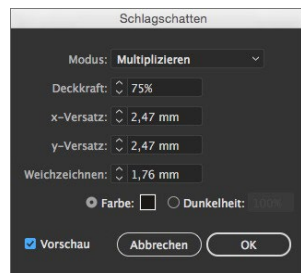 Schlagschatten
Modus: Multiplizieren
Deckkraft: 75%
x-Versatz: 2,47 mm
y-Versatz: 2,47 mm
Weichzeichnen: 1,76 mm
Farbe: Dunkelheit: 100%
Vorschau Abbrechen OK